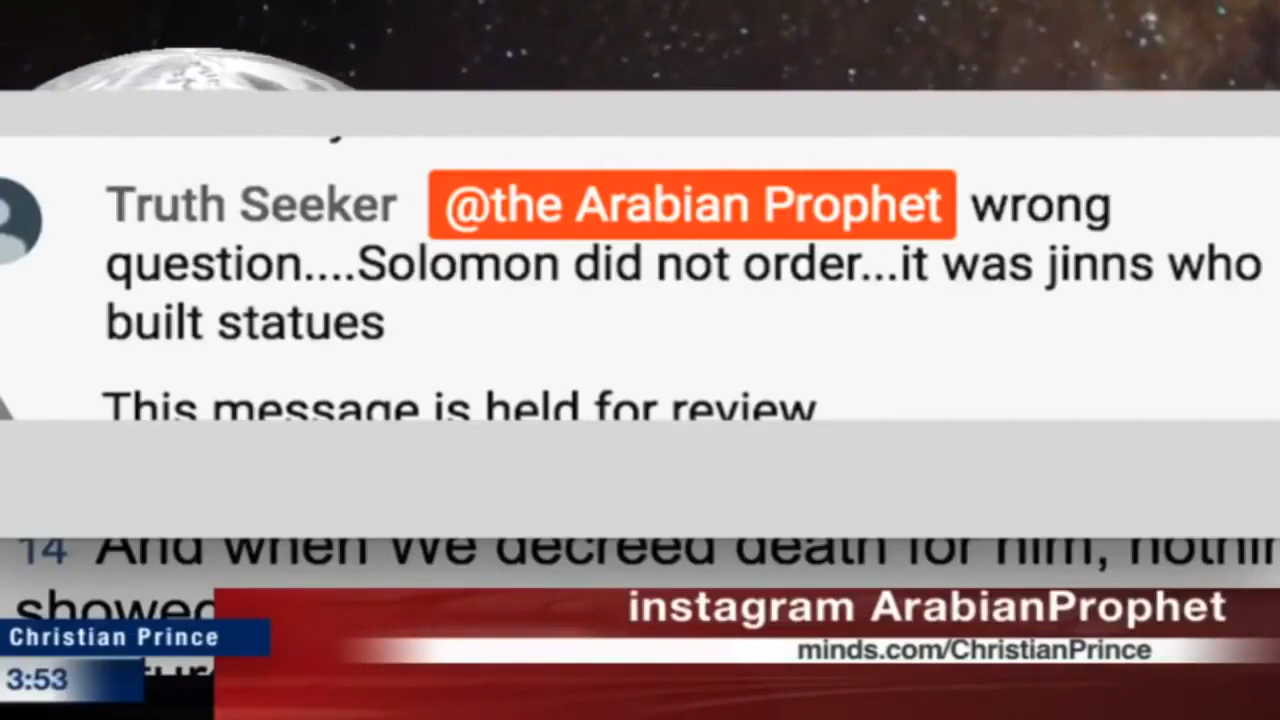 Truth Seeker @the Arabian Prophet wrong
question....Solomon did not order...it was jinns who
built statues
This message is held for review
14 And when We decreed death for him,
showed
instagram ArabianProphet
Christian Prince
minds.com/ChristianPrince
3:53